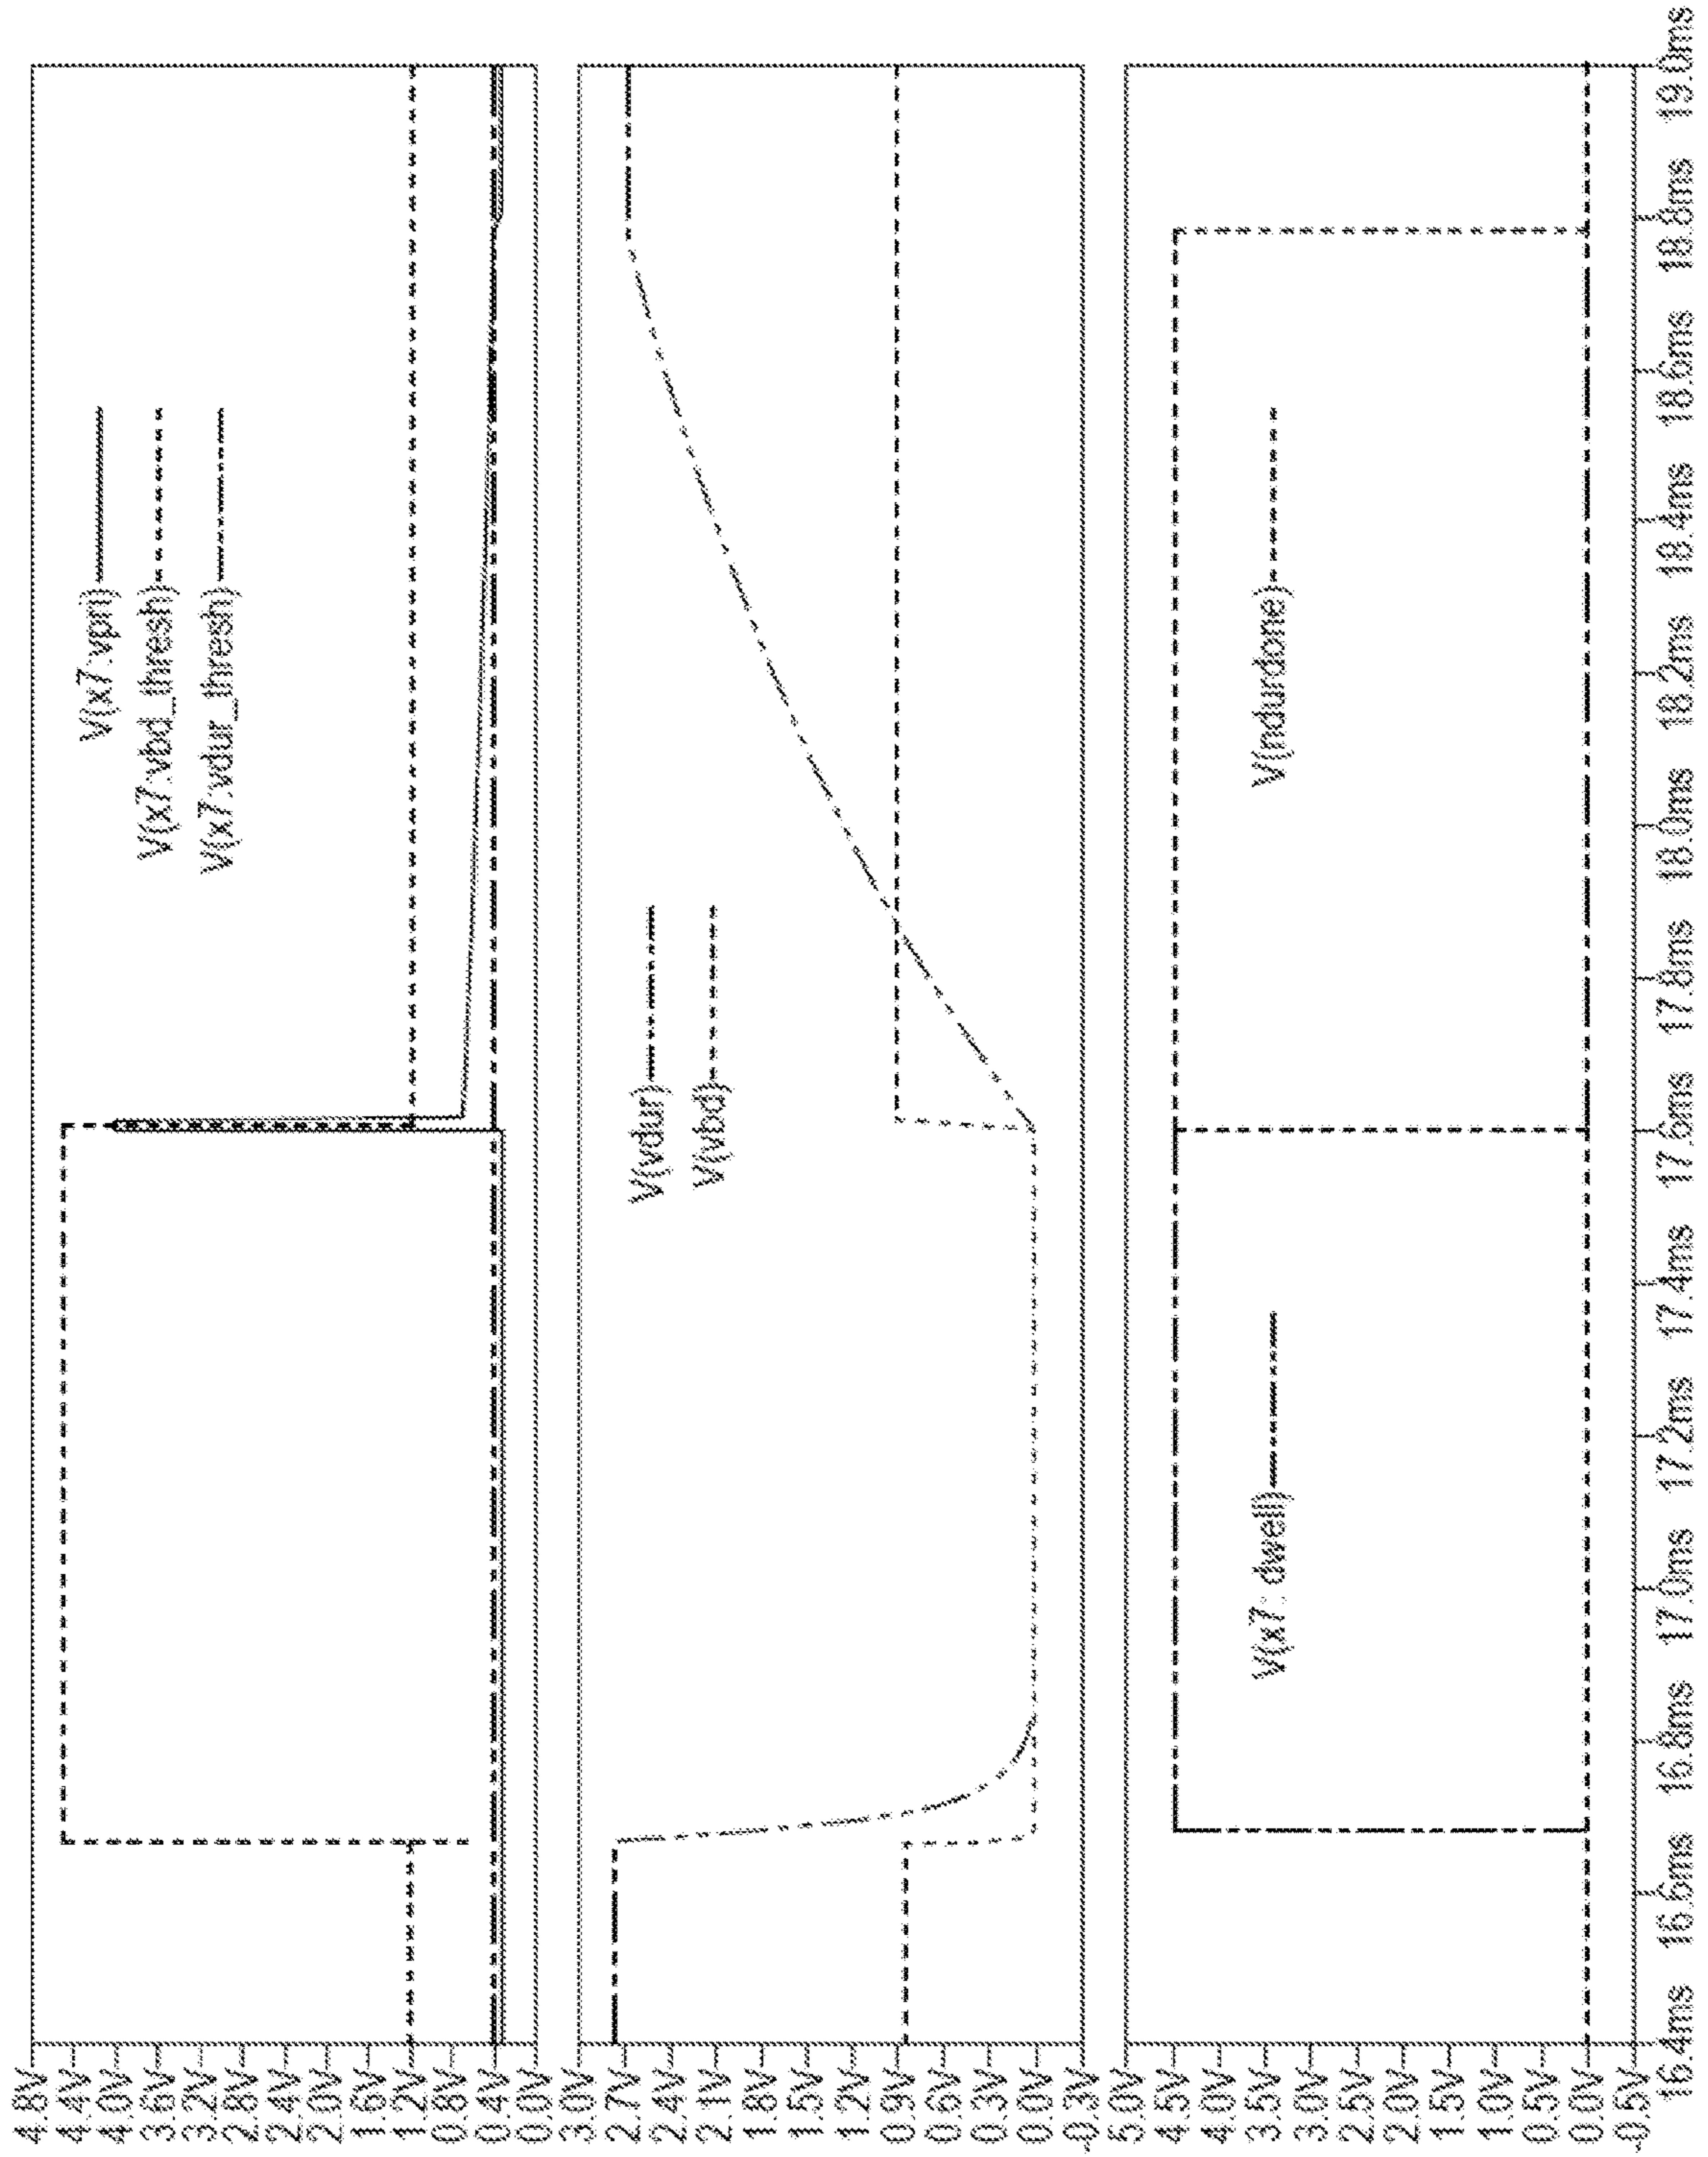 V(x7:vpri)
V(x7:vbd_thresh)
V(x7:vdur_thresh)
4.8V
4.4V
4.0V
3.6V
3.2V
2.8V
2.4V
2.0V
1.6V
1.2V
0.8V
0.4V
0.0V
V(vdur)
V(vbd)
3.0V
2.7V
2.4V
2.1V
1.8V
1.5V
1.2V
0.9V
0.6V
0.3V
0.0V
-0.3V
V(x7: dwell)
V(ndurdone)
5.0V
4.5V
4.0V
3.5V
3.0V
2.5V
2.0V
1.5V
1.0V
0.5V
0.0V
-0.5V
16.4ms
16.6ms
16.8ms
17.0ms
17.2ms
17.4ms
17.6ms
17.8ms
18.0ms
18.2ms
18.4ms
18.6ms
18.8ms
19.0ms